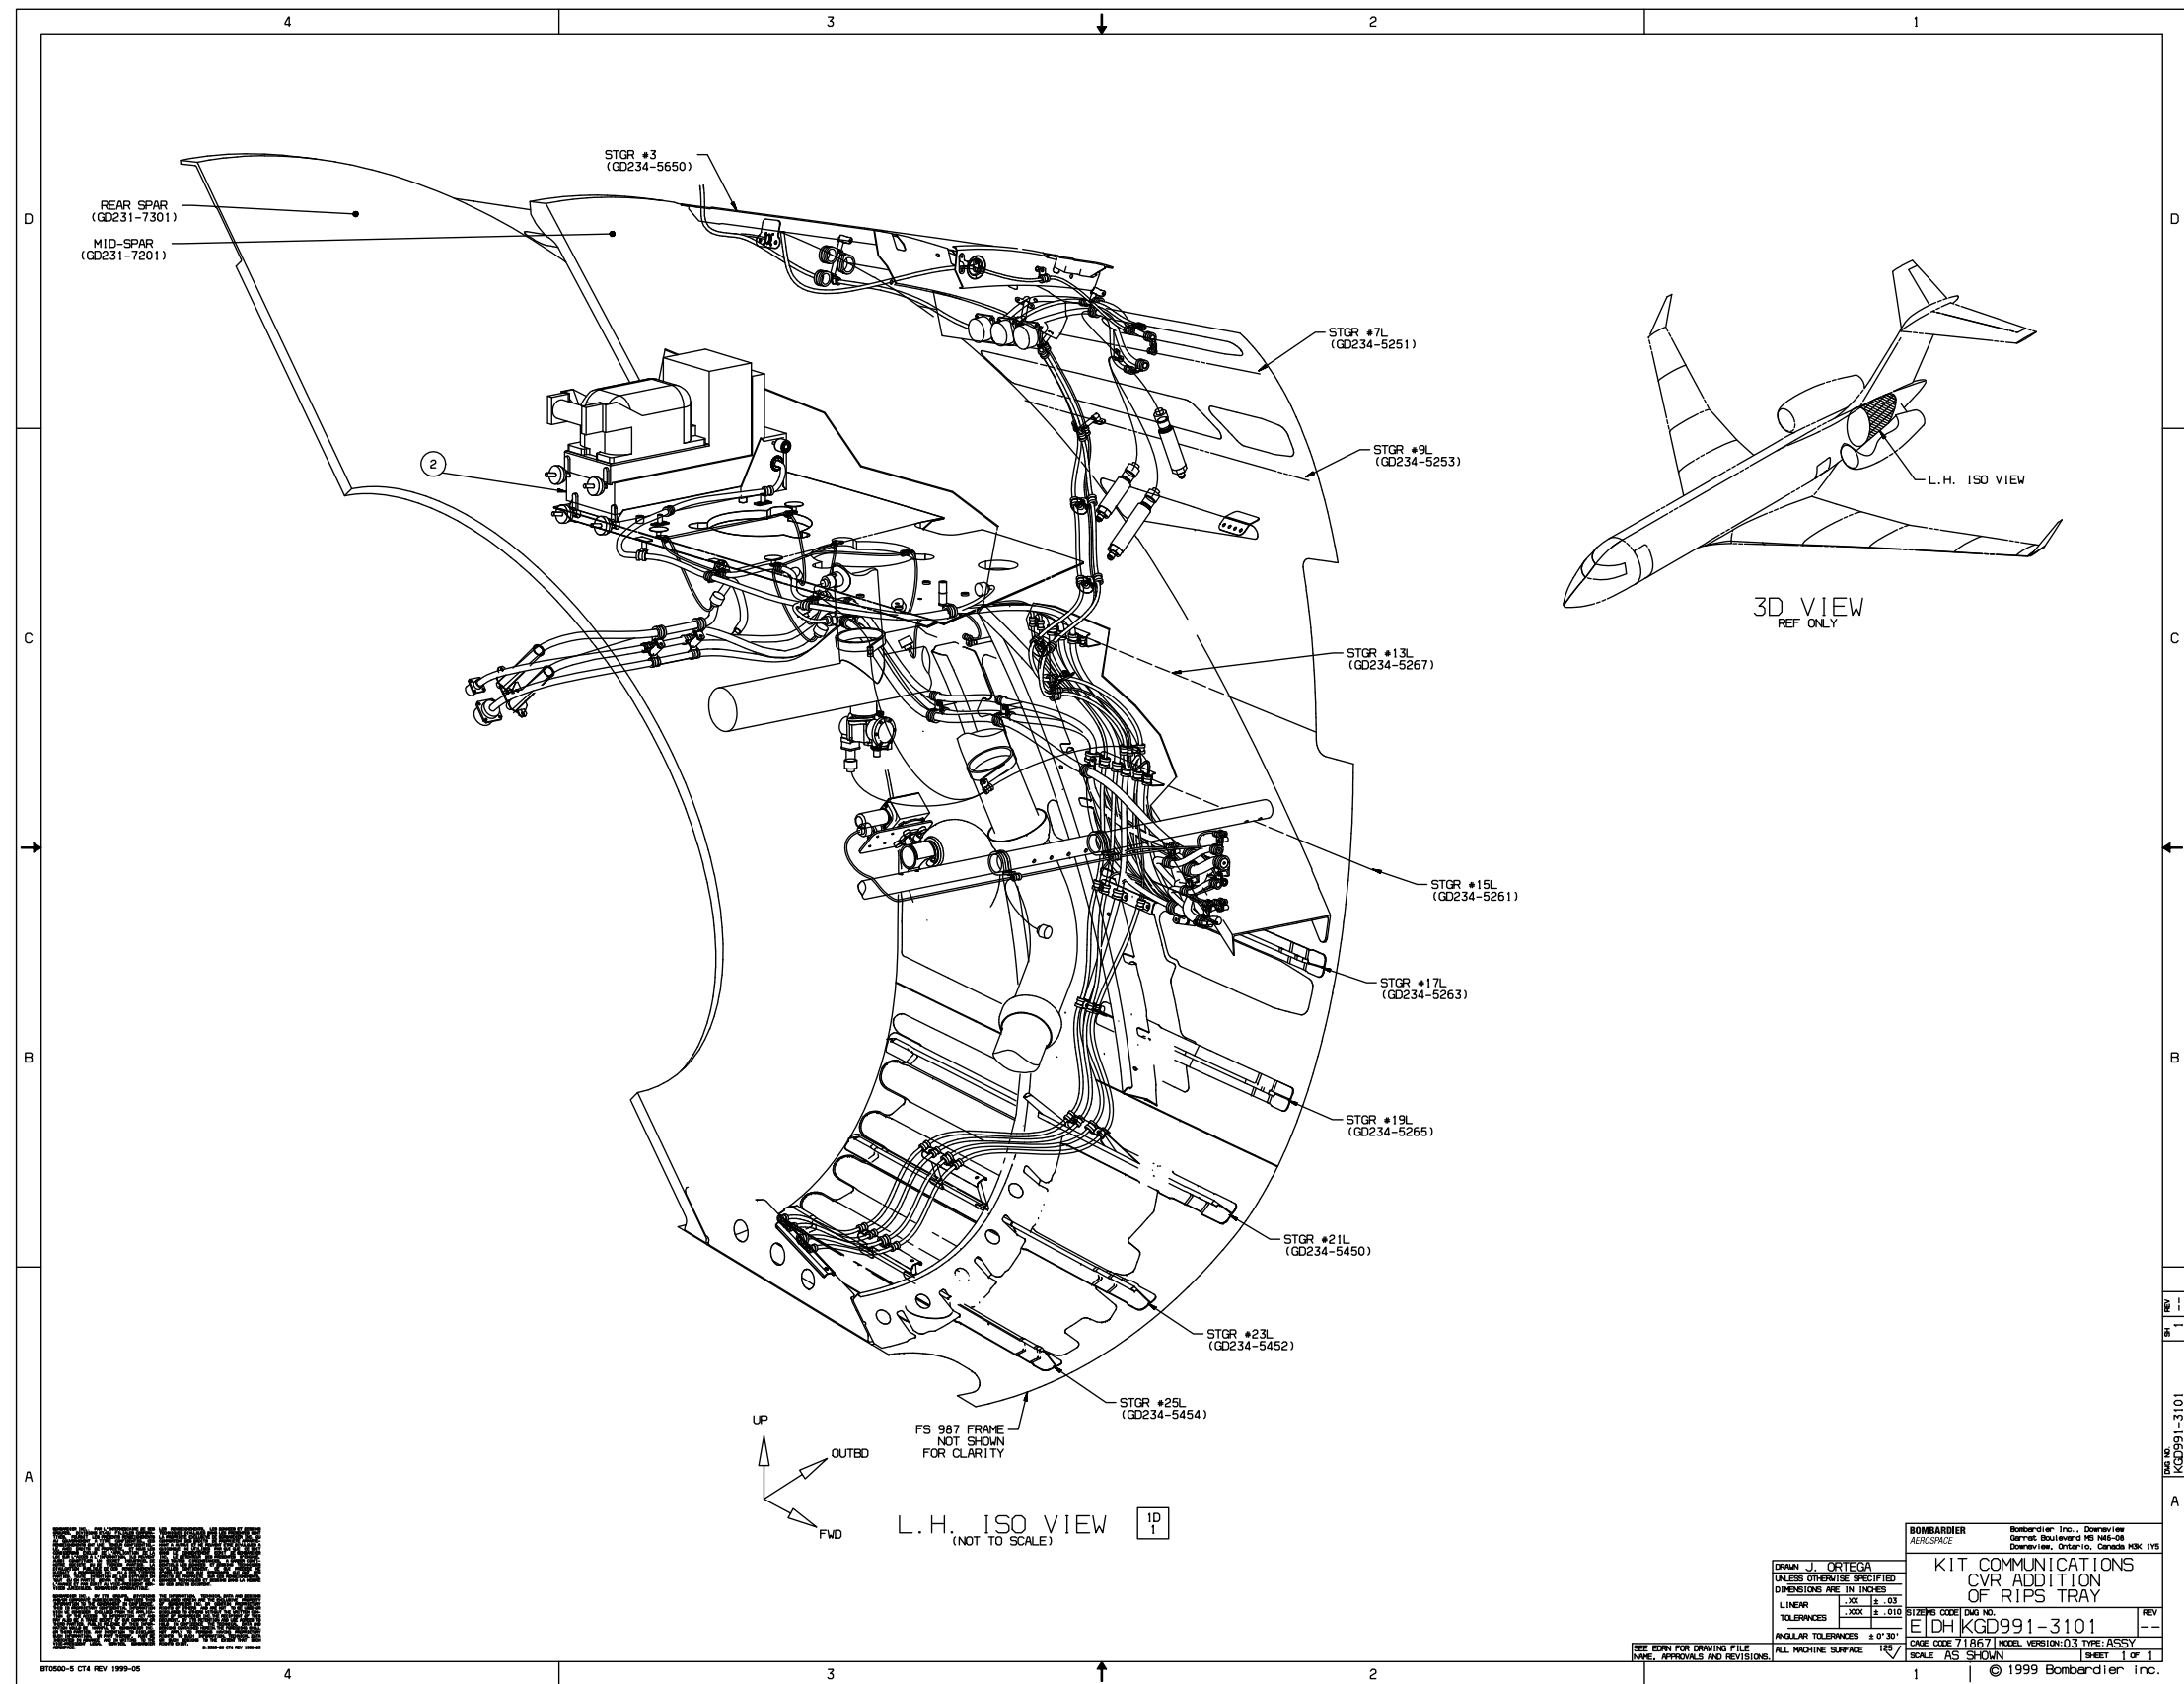 4
3
2
1
D
D
C
C
B
B
A
A
STGR #3
(GD234-5650)
REAR SPAR
(GD231-7301)
MID-SPAR
(GD231-7201)
STGR #7L
(GD234-5251)
STGR #9L
(GD234-5253)
2
L.H. ISO VIEW
3D VIEW
REF ONLY
STGR #13L
(GD234-5267)
STGR #15L
(GD234-5261)
STGR #17L
(GD234-5263)
STGR #19L
(GD234-5265)
STGR #21L
(GD234-5450)
STGR #23L
(GD234-5452)
STGR #25L
(GD234-5454)
FS 987 FRAME
NOT SHOWN
FOR CLARITY
UP
OUTBD
FWD
L.H. ISO VIEW
(NOT TO SCALE)
1D
1
REV --
SH 1
DWG NO. KGD991-3101
BOMBARDIER
AEROSPACE
Bombardier Inc., Downsview
Garrat Boulevard MS N46-08
Downsview, Ontario, Canada M3K 1Y5
KIT COMMUNICATIONS
CVR ADDITION
OF RIPS TRAY
DRAWN J. ORTEGA
UNLESS OTHERWISE SPECIFIED
DIMENSIONS ARE IN INCHES
LINEAR TOLERANCES
.XX ± .03
.XXX ± .010
ANGULAR TOLERANCES ± 0°30'
ALL MACHINE SURFACE 125
SIZE E
MS CODE DH
DWG NO. KGD991-3101
REV --
CAGE CODE 71867 MODEL VERSION:03 TYPE:ASSY
SCALE AS SHOWN SHEET 1 OF 1
SEE EDRN FOR DRAWING FILE
NAME, APPROVALS AND REVISIONS.
BT0500-5 CT4 REV 1999-05
4
3
2
1
© 1999 Bombardier Inc.